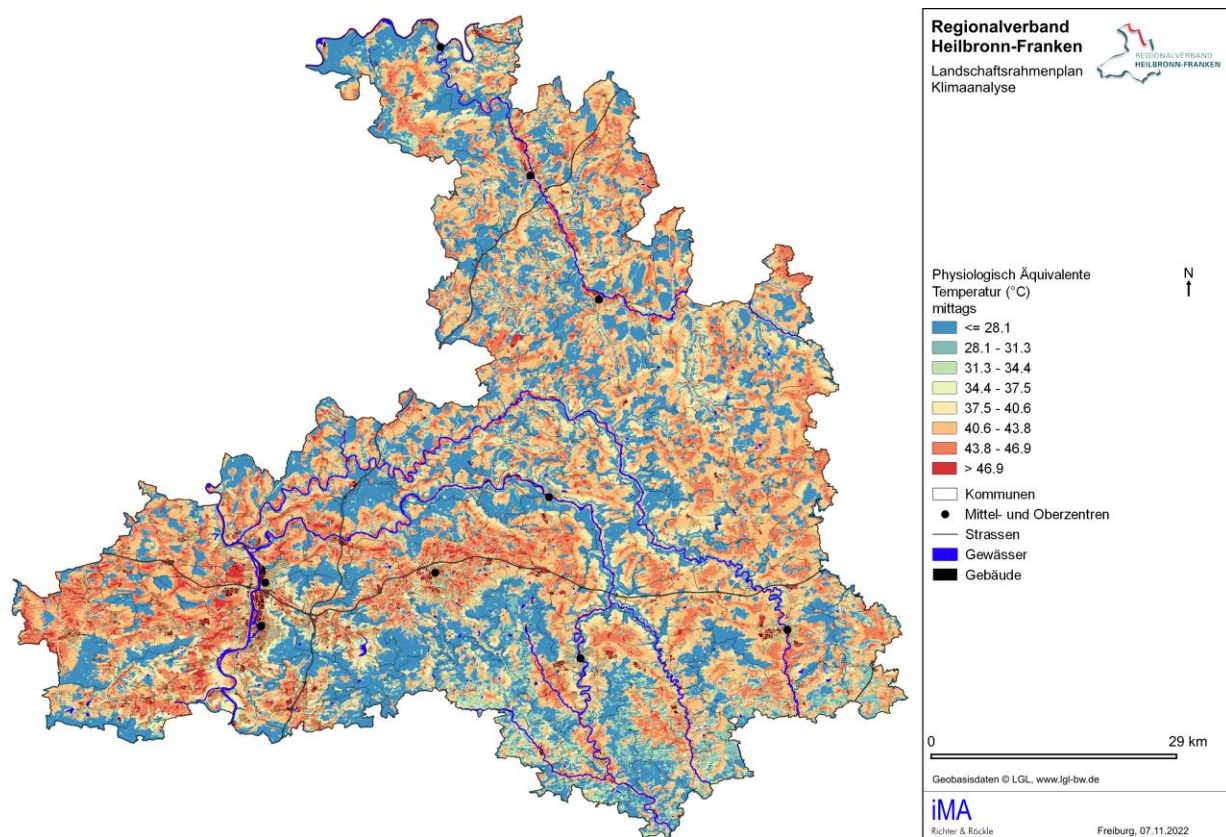 Regionalverband
Heilbronn-Franken
Landschaftsrahmenplan
Klimaanalyse
REGIONALVERBAND
HEILBRONN-FRANKEN
Physiologisch Äquivalente
Temperatur (°C)
mittags
N
<= 28.1
28.1 - 31.3
31.3 - 34.4
34.4 - 37.5
37.5 - 40.6
40.6 - 43.8
43.8 - 46.9
> 46.9
Kommunen
Mittel- und Oberzentren
Strassen
Gewässer
Gebäude
0 29 km
Geobasisdaten © LGL, www.lgl-bw.de
iMA
Richter & Röckle Freiburg, 07.11.2022